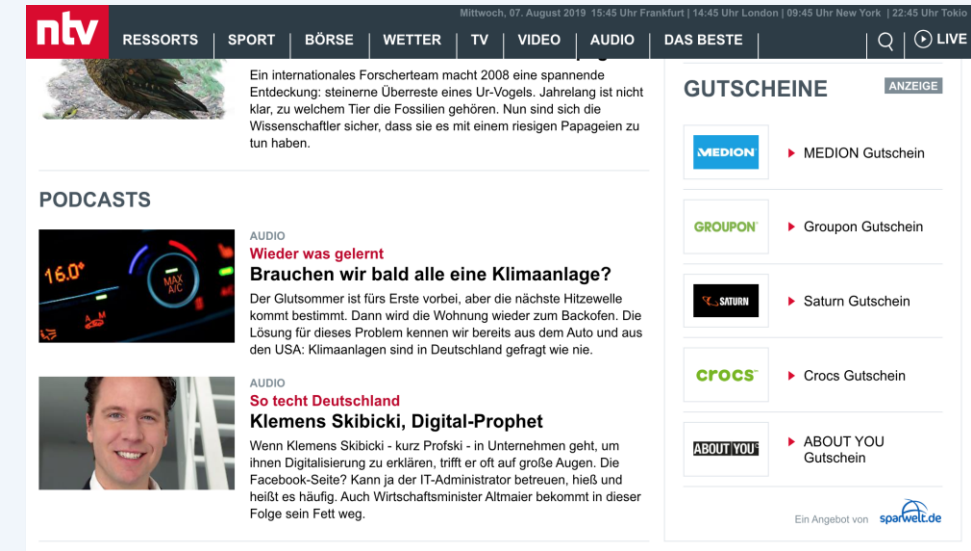 Mittwoch, 07. August 2019 15:45 Uhr Frankfurt | 14:45 Uhr London | 09:45 Uhr New York | 22:45 Uhr Tokio
ntv
RESSORTS | SPORT | BÖRSE | WETTER | TV | VIDEO | AUDIO | DAS BESTE | LIVE
Ein internationales Forscherteam macht 2008 eine spannende
Entdeckung: steinerne Überreste eines Ur-Vogels. Jahrelang ist nicht
klar, zu welchem Tier die Fossilien gehören. Nun sind sich die
Wissenschaftler sicher, dass sie es mit einem riesigen Papageien zu
tun haben.
PODCASTS
16.0°
MAX
A/C
A M
AUDIO
Wieder was gelernt
Brauchen wir bald alle eine Klimaanlage?
Der Glutsommer ist fürs Erste vorbei, aber die nächste Hitzewelle
kommt bestimmt. Dann wird die Wohnung wieder zum Backofen. Die
Lösung für dieses Problem kennen wir bereits aus dem Auto und aus
den USA: Klimaanlagen sind in Deutschland gefragt wie nie.
AUDIO
So techt Deutschland
Klemens Skibicki, Digital-Prophet
Wenn Klemens Skibicki - kurz Profski - in Unternehmen geht, um
ihnen Digitalisierung zu erklären, trifft er oft auf große Augen. Die
Facebook-Seite? Kann ja der IT-Administrator betreuen, hieß und
heißt es häufig. Auch Wirtschaftsminister Altmaier bekommt in dieser
Folge sein Fett weg.
GUTSCHEINE
ANZEIGE
MEDION
MEDION Gutschein
GROUPON
Groupon Gutschein
SATURN
Saturn Gutschein
crocs
Crocs Gutschein
ABOUT YOU
ABOUT YOU
Gutschein
Ein Angebot von sparwelt.de